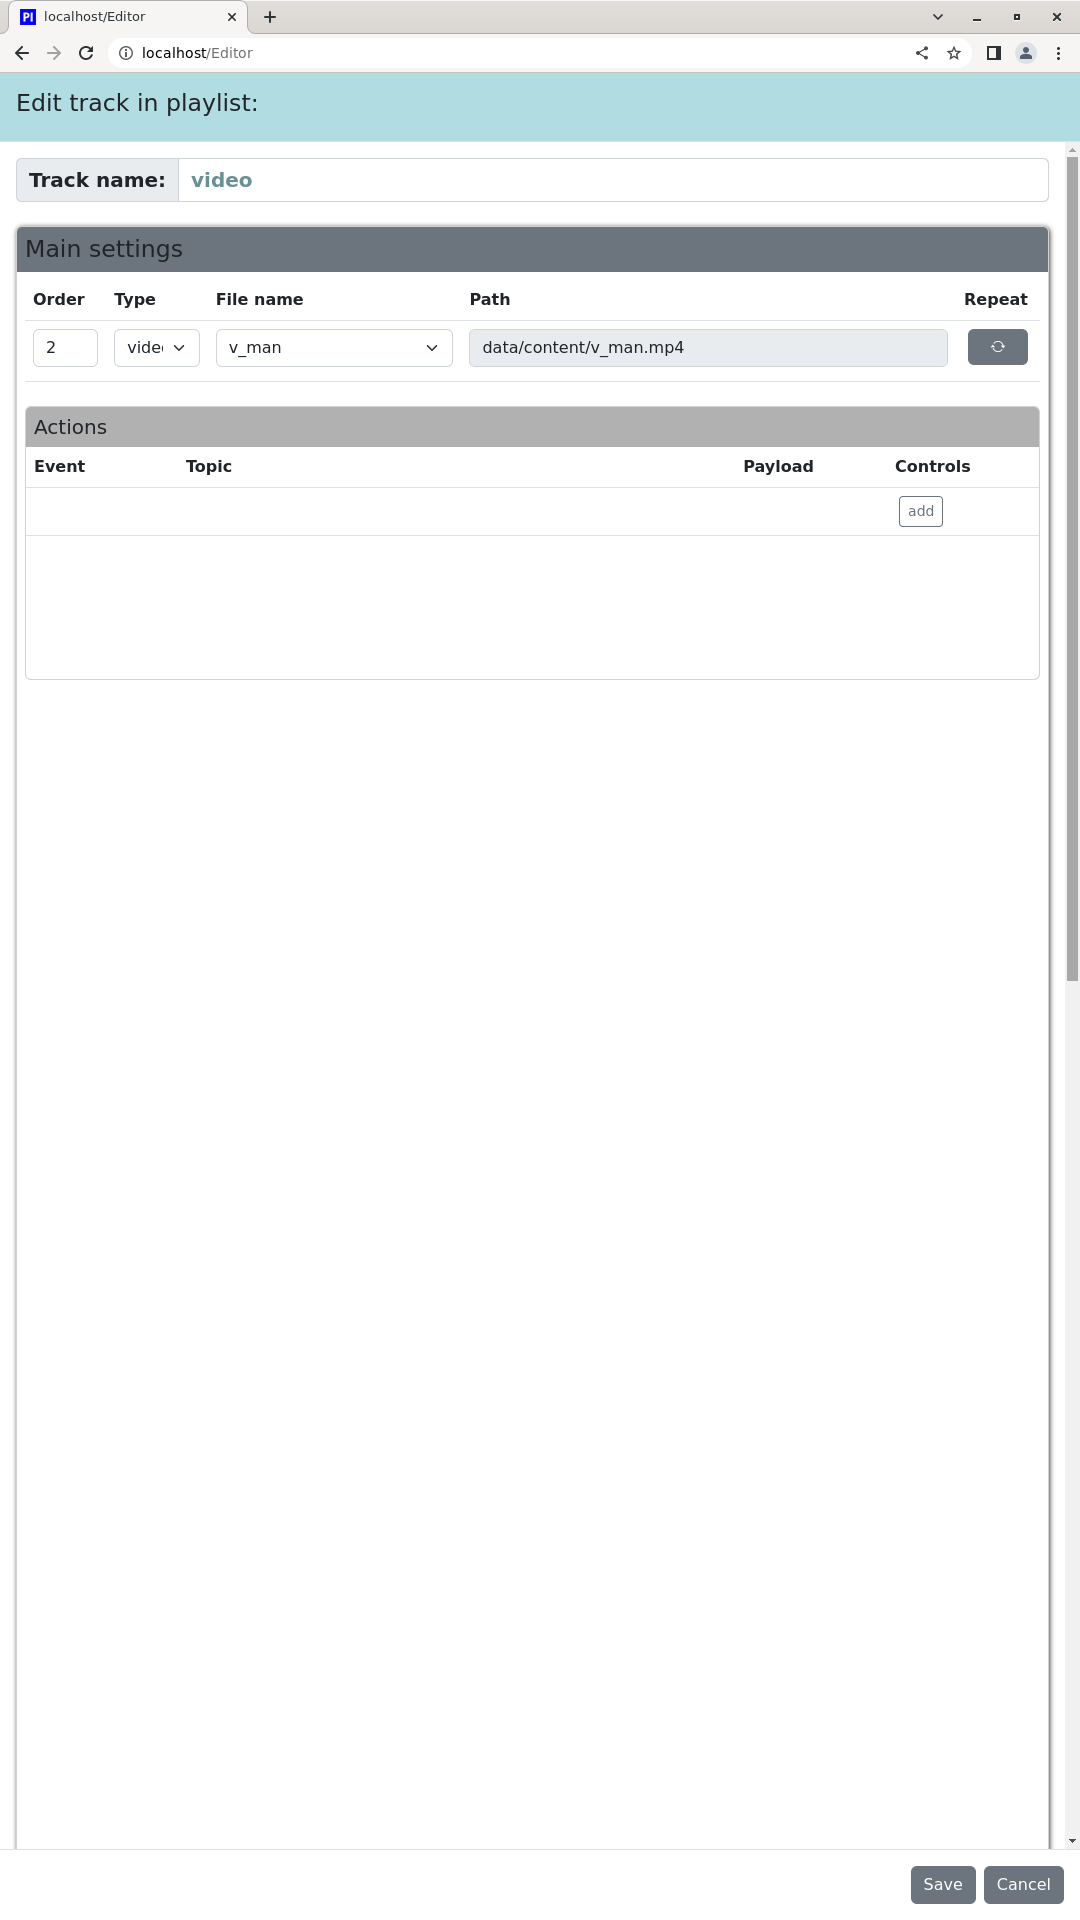 PI localhost/Editor
localhost/Editor
Edit track in playlist:
Track name: video
Main settings
Order Type File name Path Repeat
2 vide v_man data/content/v_man.mp4
Actions
Event Topic Payload Controls
add
Save Cancel